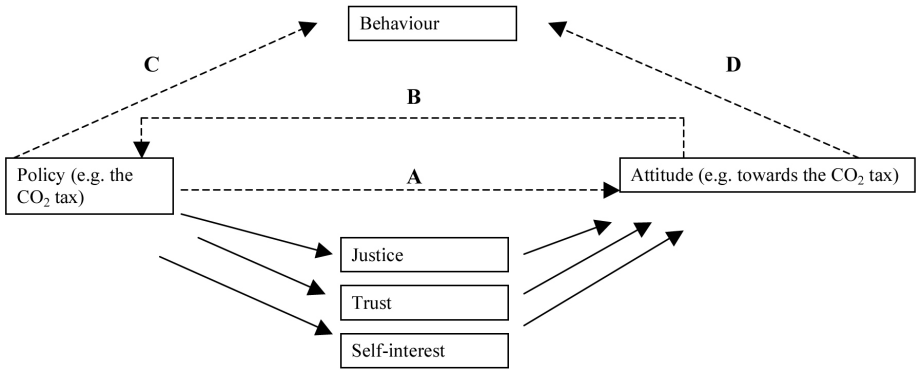 Behaviour
C
D
B
Policy (e.g. the
CO₂ tax)
A
Attitude (e.g. towards the CO₂ tax)
Justice
Trust
Self-interest